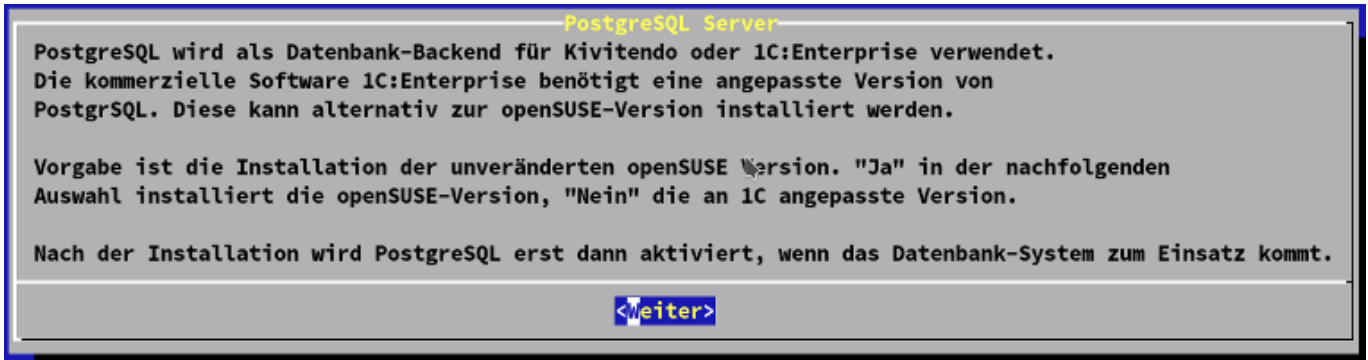 PostgreSQL Server
PostgreSQL wird als Datenbank-Backend für Kivitendo oder 1C:Enterprise verwendet.
Die kommerzielle Software 1C:Enterprise benötigt eine angepasste Version von
PostgrSQL. Diese kann alternativ zur openSUSE-Version installiert werden.
Vorgabe ist die Installation der unveränderten openSUSE Version. "Ja" in der nachfolgenden
Auswahl installiert die openSUSE-Version, "Nein" die an 1C angepasste Version.
Nach der Installation wird PostgreSQL erst dann aktiviert, wenn das Datenbank-System zum Einsatz kommt.
<Weiter>